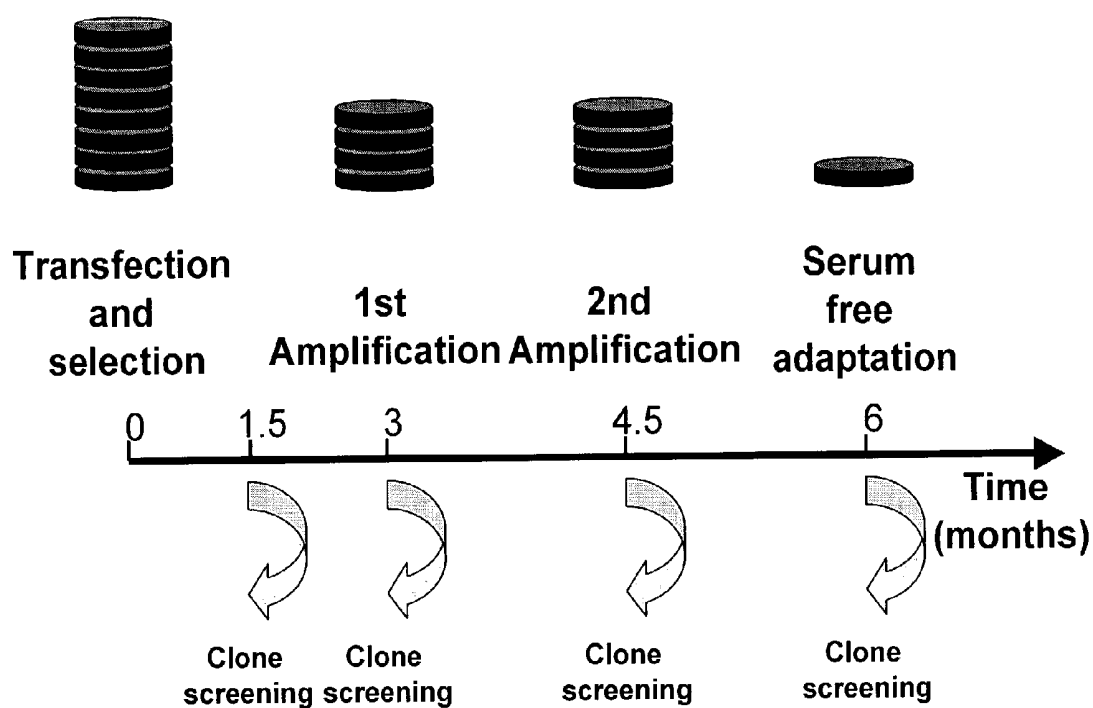 Transfection
and
selection
1st
Amplification
2nd
Amplification
Serum
free
adaptation
0
1.5
3
4.5
6
Time
(months)
Clone
screening
Clone
screening
Clone
screening
Clone
screening